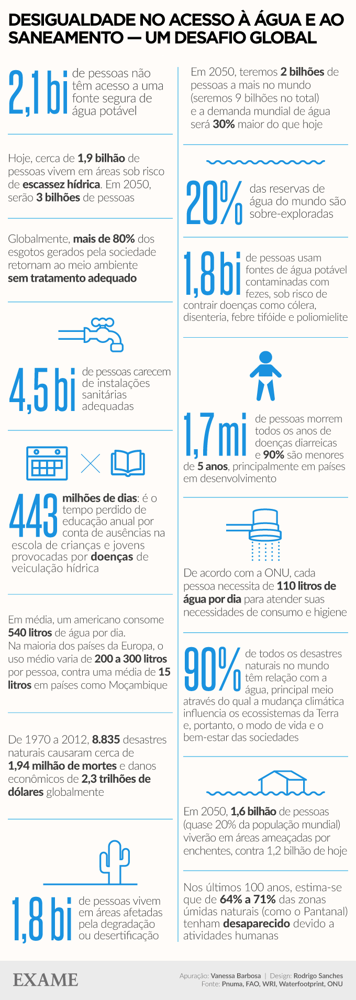 DESIGUALDADE NO ACESSO À ÁGUA E AO
SANEAMENTO — UM DESAFIO GLOBAL
2,1 bi
de pessoas não
têm acesso a uma
fonte segura de
água potável
Hoje, cerca de 1,9 bilhão de
pessoas vivem em áreas sob risco
de escassez hídrica. Em 2050,
serão 3 bilhões de pessoas
Globalmente, mais de 80% dos
esgotos gerados pela sociedade
retornam ao meio ambiente
sem tratamento adequado
4,5 bi
de pessoas carecem
de instalações
sanitárias
adequadas
443
milhões de dias: é o
tempo perdido de
educação anual por
conta de ausências na
escola de crianças e jovens
provocadas por doenças de
veiculação hídrica
Em média, um americano consome
540 litros de água por dia.
Na maioria dos países da Europa, o
uso médio varia de 200 a 300 litros
por pessoa, contra uma média de 15
litros em países como Moçambique
De 1970 a 2012, 8.835 desastres
naturais causaram cerca de
1,94 milhão de mortes e danos
econômicos de 2,3 trilhões de
dólares globalmente
1,8 bi
de pessoas vivem
em áreas afetadas
pela degradação
ou desertificação
Em 2050, teremos 2 bilhões de
pessoas a mais no mundo
(seremos 9 bilhões no total)
e a demanda mundial de água
será 30% maior do que hoje
20%
das reservas de
água do mundo são
sobre-exploradas
1,8 bi
de pessoas usam
fontes de água potável
contaminadas com
fezes, sob risco de
contrair doenças como cólera,
disenteria, febre tifóide e poliomielite
1,7 mi
de pessoas morrem
todos os anos de
doenças diarreicas
e 90% são menores
de 5 anos, principalmente em países
em desenvolvimento
De acordo com a ONU, cada
pessoa necessita de 110 litros de
água por dia para atender suas
necessidades de consumo e higiene
90%
de todos os desastres
naturais no mundo
têm relação com a
água, principal meio
através do qual a mudança climática
influencia os ecossistemas da Terra
e, portanto, o modo de vida e o
bem-estar das sociedades
Em 2050, 1,6 bilhão de pessoas
(quase 20% da população mundial)
viverão em áreas ameaçadas por
enchentes, contra 1,2 bilhão de hoje
Nos últimos 100 anos, estima-se
que de 64% a 71% das zonas
úmidas naturais (como o Pantanal)
tenham desaparecido devido a
atividades humanas
EXAME
Apuração: Vanessa Barbosa | Design: Rodrigo Sanches
Fonte: Pnuma, FAO, WRI, Waterfootprint, ONU